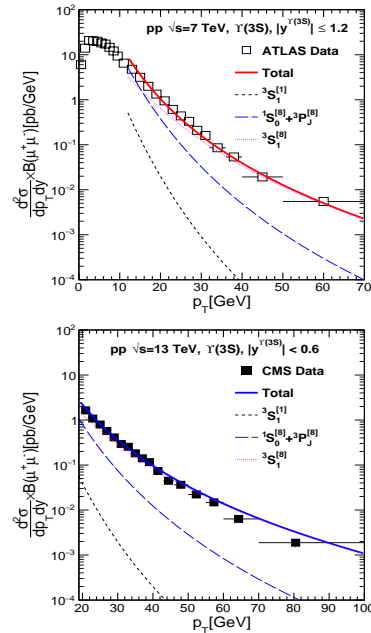 pp √s=7 TeV, ϒ(3S), |y^ϒ(3S)| ≤ 1.2
ATLAS Data
Total
³S₁^[1]
¹S₀^[8]+³P_J^[8]
³S₁^[8]
d²σ/dp_Tdy ×B(μ⁺μ⁻)[pb/GeV]
10²
10
1
10⁻¹
10⁻²
10⁻³
10⁻⁴
0 10 20 30 40 50 60 70
p_T[GeV]
pp √s=13 TeV, ϒ(3S), |y^ϒ(3S)| < 0.6
CMS Data
Total
³S₁^[1]
¹S₀^[8]+³P_J^[8]
³S₁^[8]
d²σ/dp_Tdy ×B(μ⁺μ⁻)[pb/GeV]
10²
10
1
10⁻¹
10⁻²
10⁻³
10⁻⁴
20 30 40 50 60 70 80 90 100
p_T[GeV]